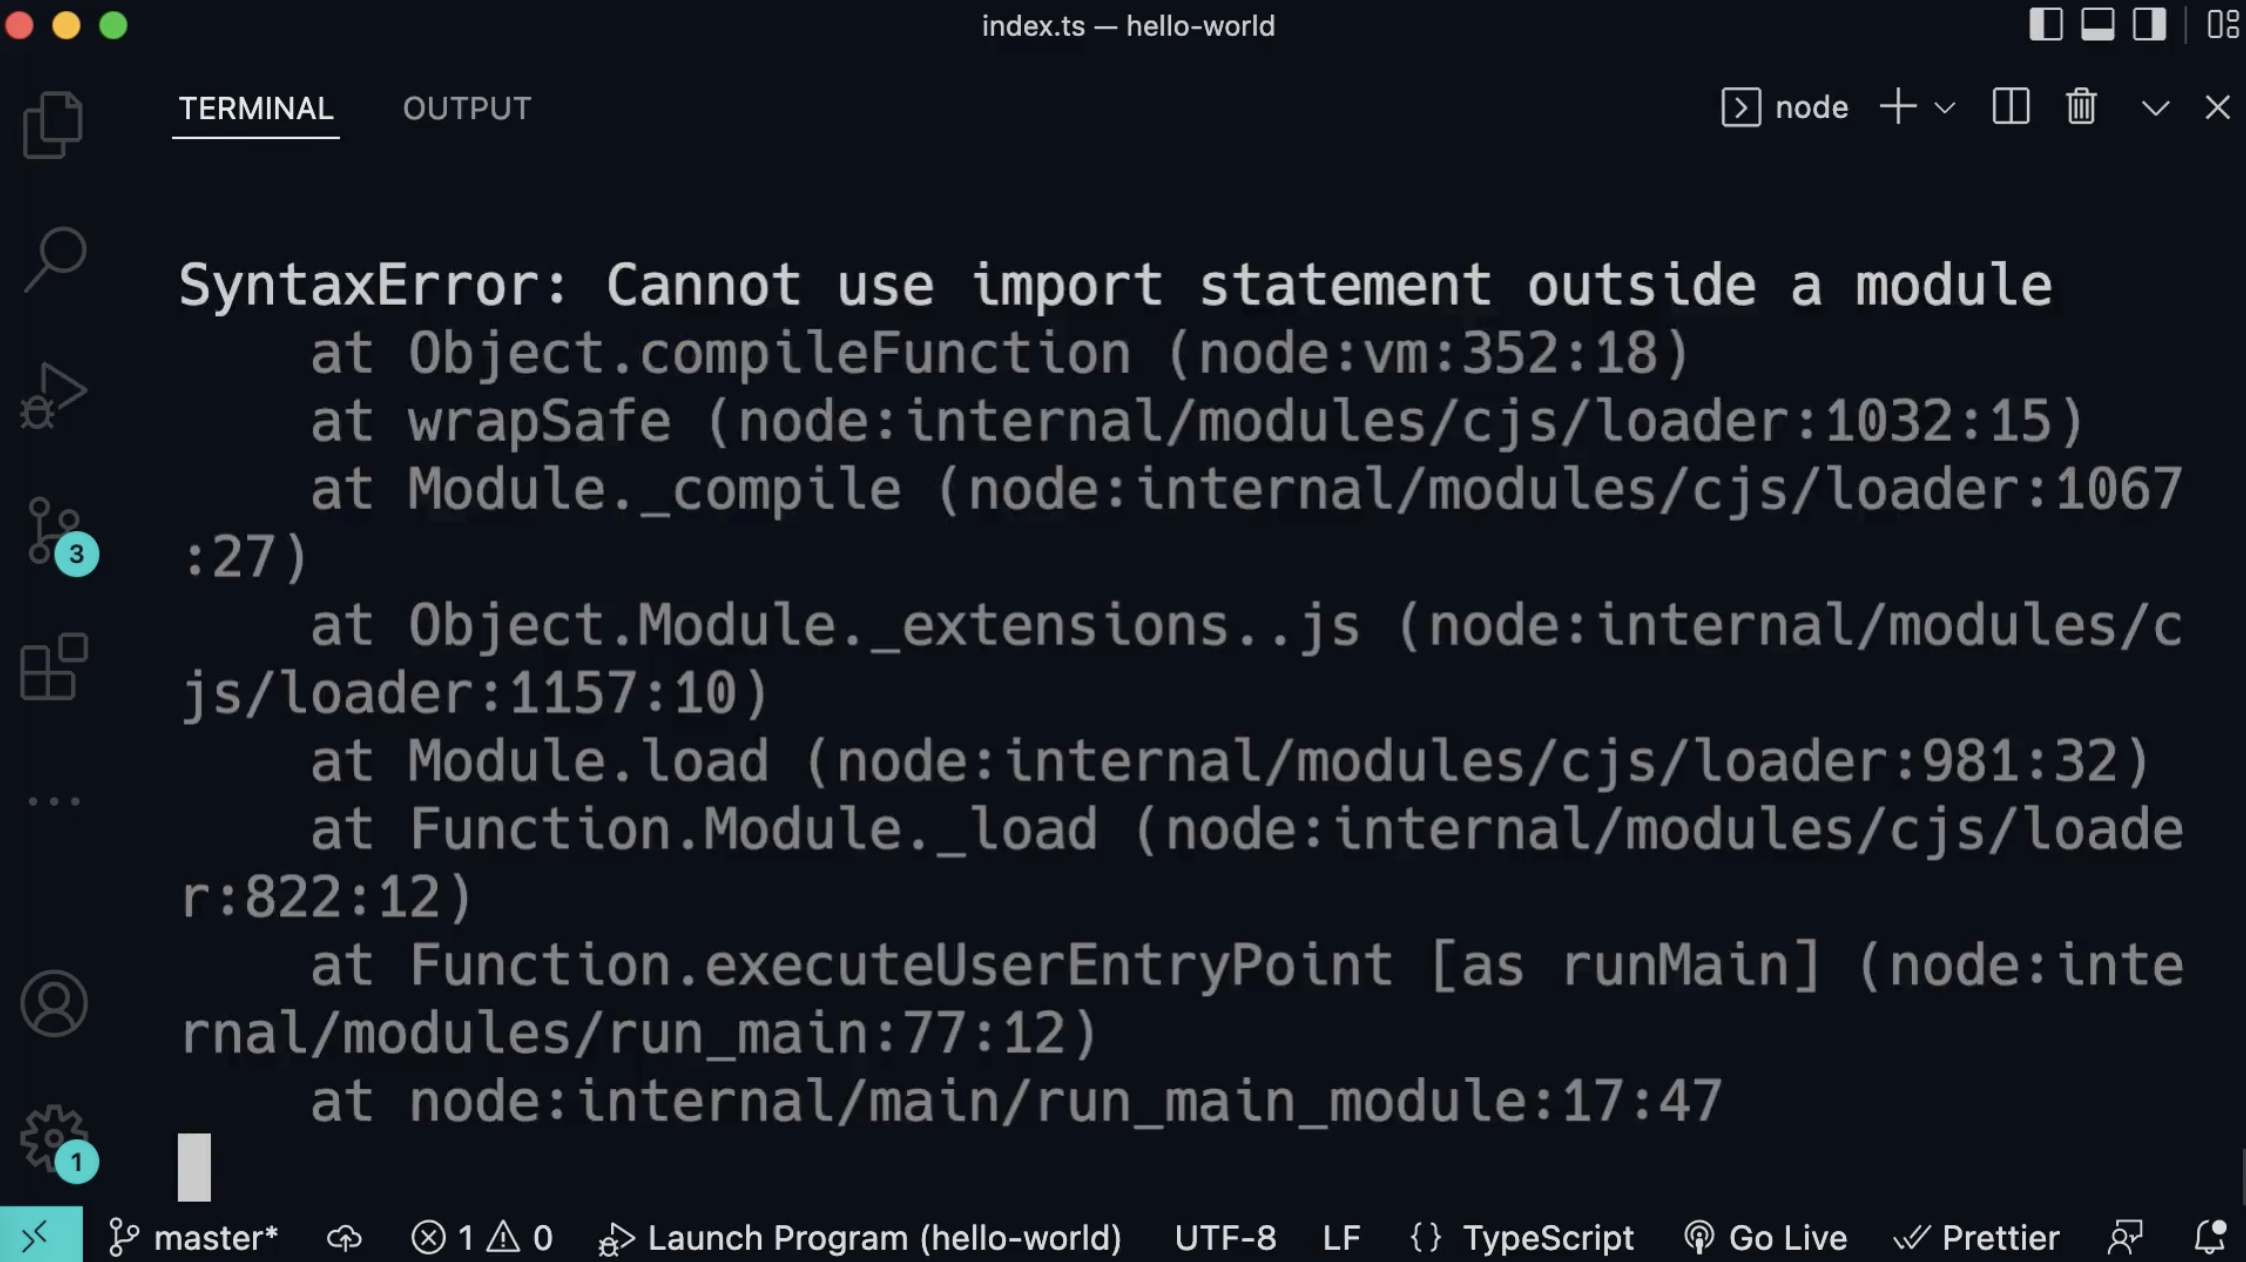 index.ts — hello-world
TERMINAL OUTPUT
node
SyntaxError: Cannot use import statement outside a module
    at Object.compileFunction (node:vm:352:18)
    at wrapSafe (node:internal/modules/cjs/loader:1032:15)
    at Module._compile (node:internal/modules/cjs/loader:1067
:27)
    at Object.Module._extensions..js (node:internal/modules/c
js/loader:1157:10)
    at Module.load (node:internal/modules/cjs/loader:981:32)
    at Function.Module._load (node:internal/modules/cjs/loade
r:822:12)
    at Function.executeUserEntryPoint [as runMain] (node:inte
rnal/modules/run_main:77:12)
    at node:internal/main/run_main_module:17:47
3
1
master* 1 0 Launch Program (hello-world) UTF-8 LF {} TypeScript Go Live Prettier